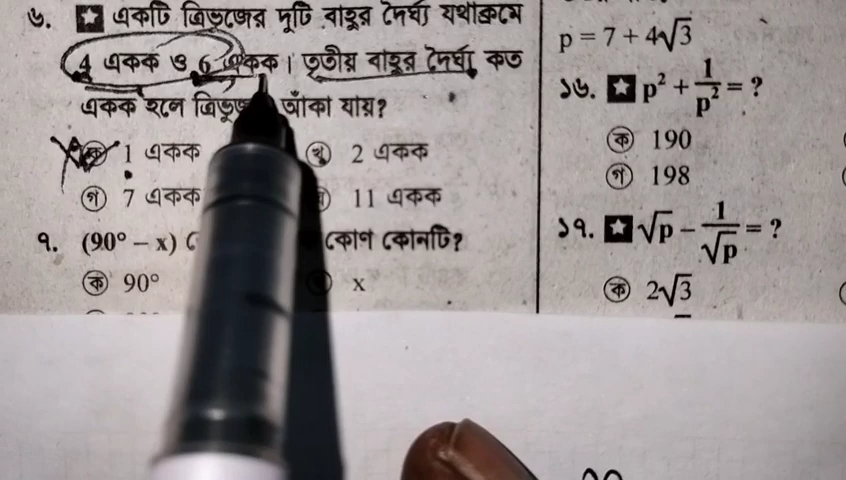 ৬. ★ একটি ত্রিভুজের দুটি বাহুর দৈর্ঘ্য যথাক্রমে
4 একক ও 6 একক। তৃতীয় বাহুর দৈর্ঘ্য কত
একক হলে ত্রিভুজ আঁকা যায়?
1 একক (খ) 2 একক
(গ) 7 একক 11 একক
৭. (90° – x) কোণ কোনটি?
(ক) 90° x
p = 7 + 4√3
১৬. ★ p² + 1/p² = ?
(ক) 190
(গ) 198
১৭. ★ √p – 1/√p = ?
(ক) 2√3